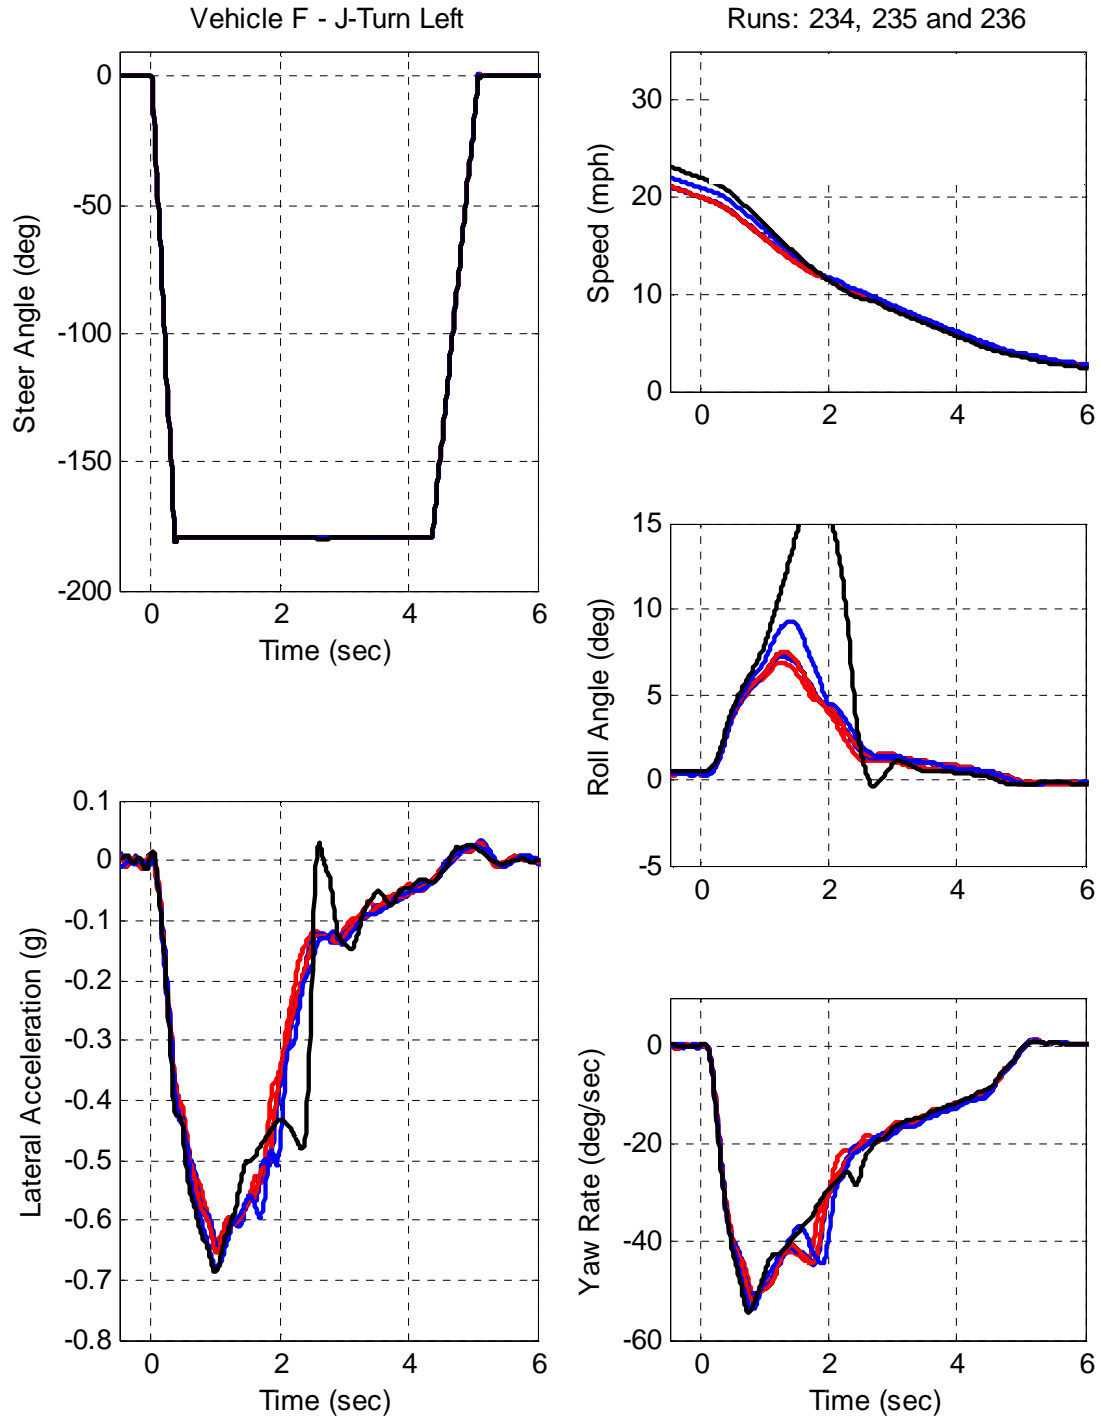 Vehicle F - J-Turn Left
0
-50
-100
-150
-200
Steer Angle (deg)
0 2 4 6
Time (sec)
Runs: 234, 235 and 236
30
20
10
0
Speed (mph)
0 2 4 6
15
10
5
0
-5
Roll Angle (deg)
0 2 4 6
0.1
0
-0.1
-0.2
-0.3
-0.4
-0.5
-0.6
-0.7
-0.8
Lateral Acceleration (g)
0 2 4 6
Time (sec)
0
-20
-40
-60
Yaw Rate (deg/sec)
0 2 4 6
Time (sec)